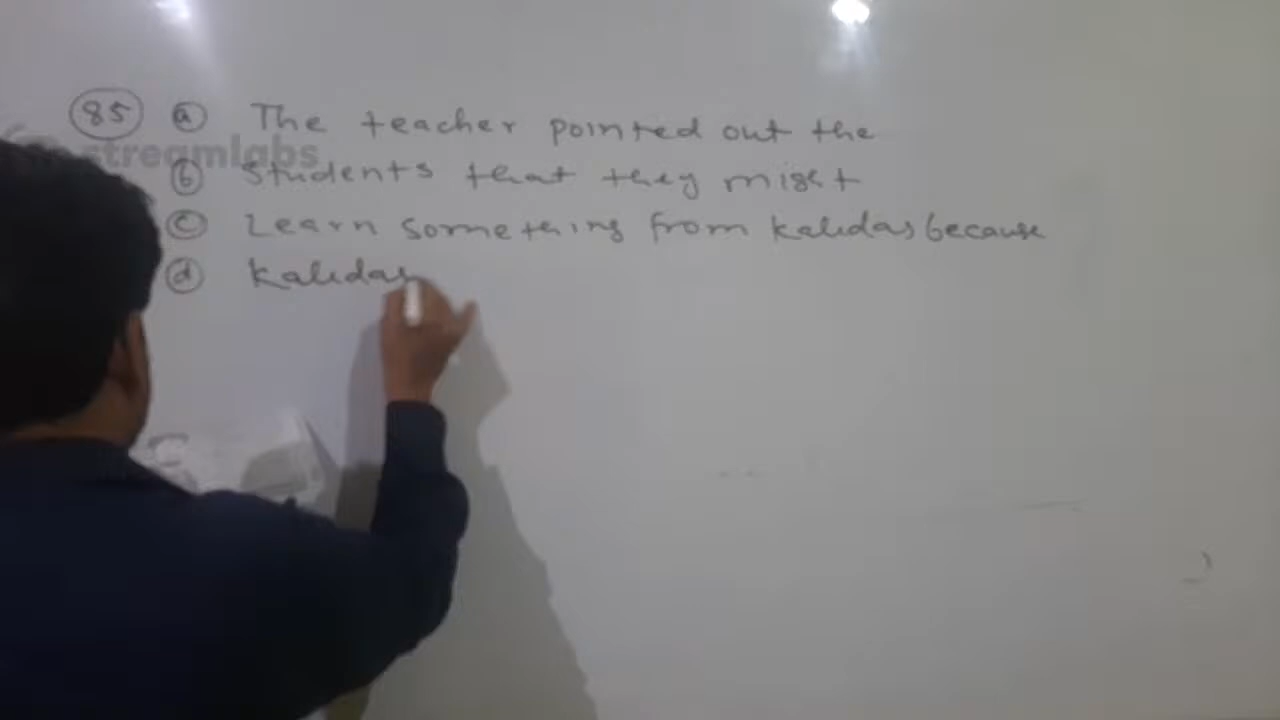 85 a The teacher pointed out the
streamlabs
b students that they might
c Learn something from kalidas because
d kalidas